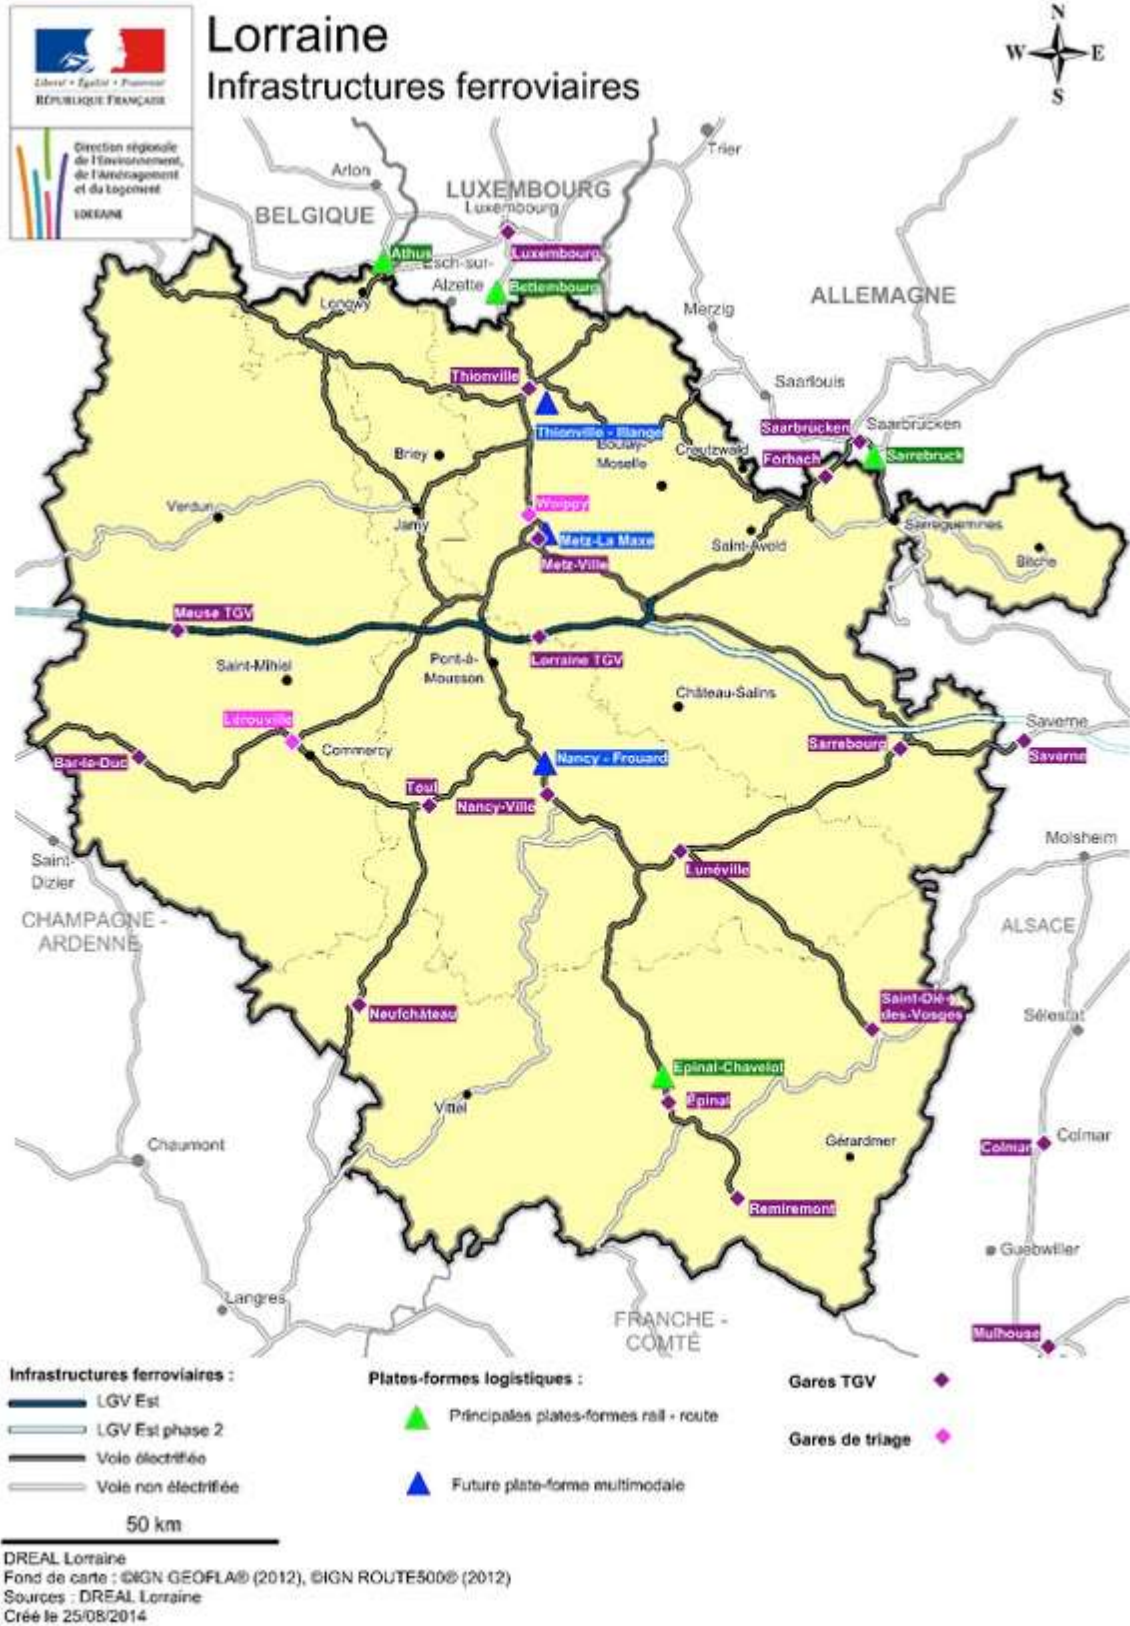 Lorraine
Infrastructures ferroviaires
Liberté • Égalité • Fraternité
RÉPUBLIQUE FRANÇAISE
Direction régionale
de l'Environnement,
de l'Aménagement
et du Logement
LORRAINE
N
W E
S
Trier
Arlon
LUXEMBOURG
Luxembourg
BELGIQUE
Athus
Luxembourg
Esch-sur-
Alzette
Bettembourg
Longwy
ALLEMAGNE
Merzig
Thionville
Saarlouis
Thionville - Illange
Saarbrücken
Saarbrücken
Boulay-
Moselle
Creutzwald
Forbach
Sarrebruck
Briey
Verdun
Woippy
Jarny
Metz-La Maxe
Saint-Avold
Sarreguemines
Bitche
Metz-Ville
Meuse TGV
Saint-Mihiel
Pont-à-
Mousson
Lorraine TGV
Château-Salins
Lérouville
Commercy
Saverne
Bar-le-Duc
Nancy - Frouard
Sarrebourg
Saverne
Toul
Nancy-Ville
Saint-
Dizier
Lunéville
Molsheim
CHAMPAGNE -
ARDENNE
ALSACE
Neufchâteau
Saint-Dié-
des-Vosges
Sélestat
Epinal-Chavelot
Vittel
Épinal
Chaumont
Gérardmer
Colmar
Colmar
Remiremont
Guebwiller
Langres
FRANCHE -
COMTÉ
Mulhouse
Infrastructures ferroviaires :
LGV Est
LGV Est phase 2
Voie électrifiée
Voie non électrifiée
50 km
Plates-formes logistiques :
Principales plates-formes rail - route
Future plate-forme multimodale
Gares TGV
Gares de triage
DREAL Lorraine
Fond de carte : ©IGN GEOFLA® (2012), ©IGN ROUTE500® (2012)
Sources : DREAL Lorraine
Créé le 25/08/2014